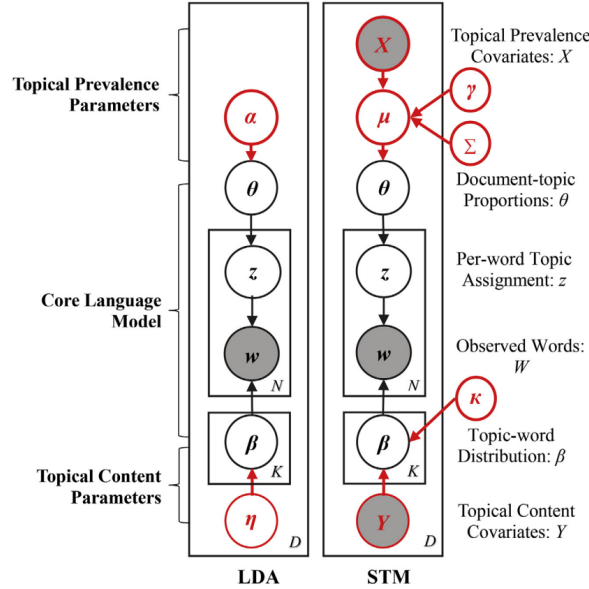 Topical Prevalence
Parameters
Core Language
Model
Topical Content
Parameters
α
θ
z
w
N
β
K
η
D
LDA
X
μ
γ
Σ
θ
z
w
N
κ
β
K
Y
D
STM
Topical Prevalence
Covariates: X
Document-topic
Proportions: θ
Per-word Topic
Assignment: z
Observed Words:
W
Topic-word
Distribution: β
Topical Content
Covariates: Y